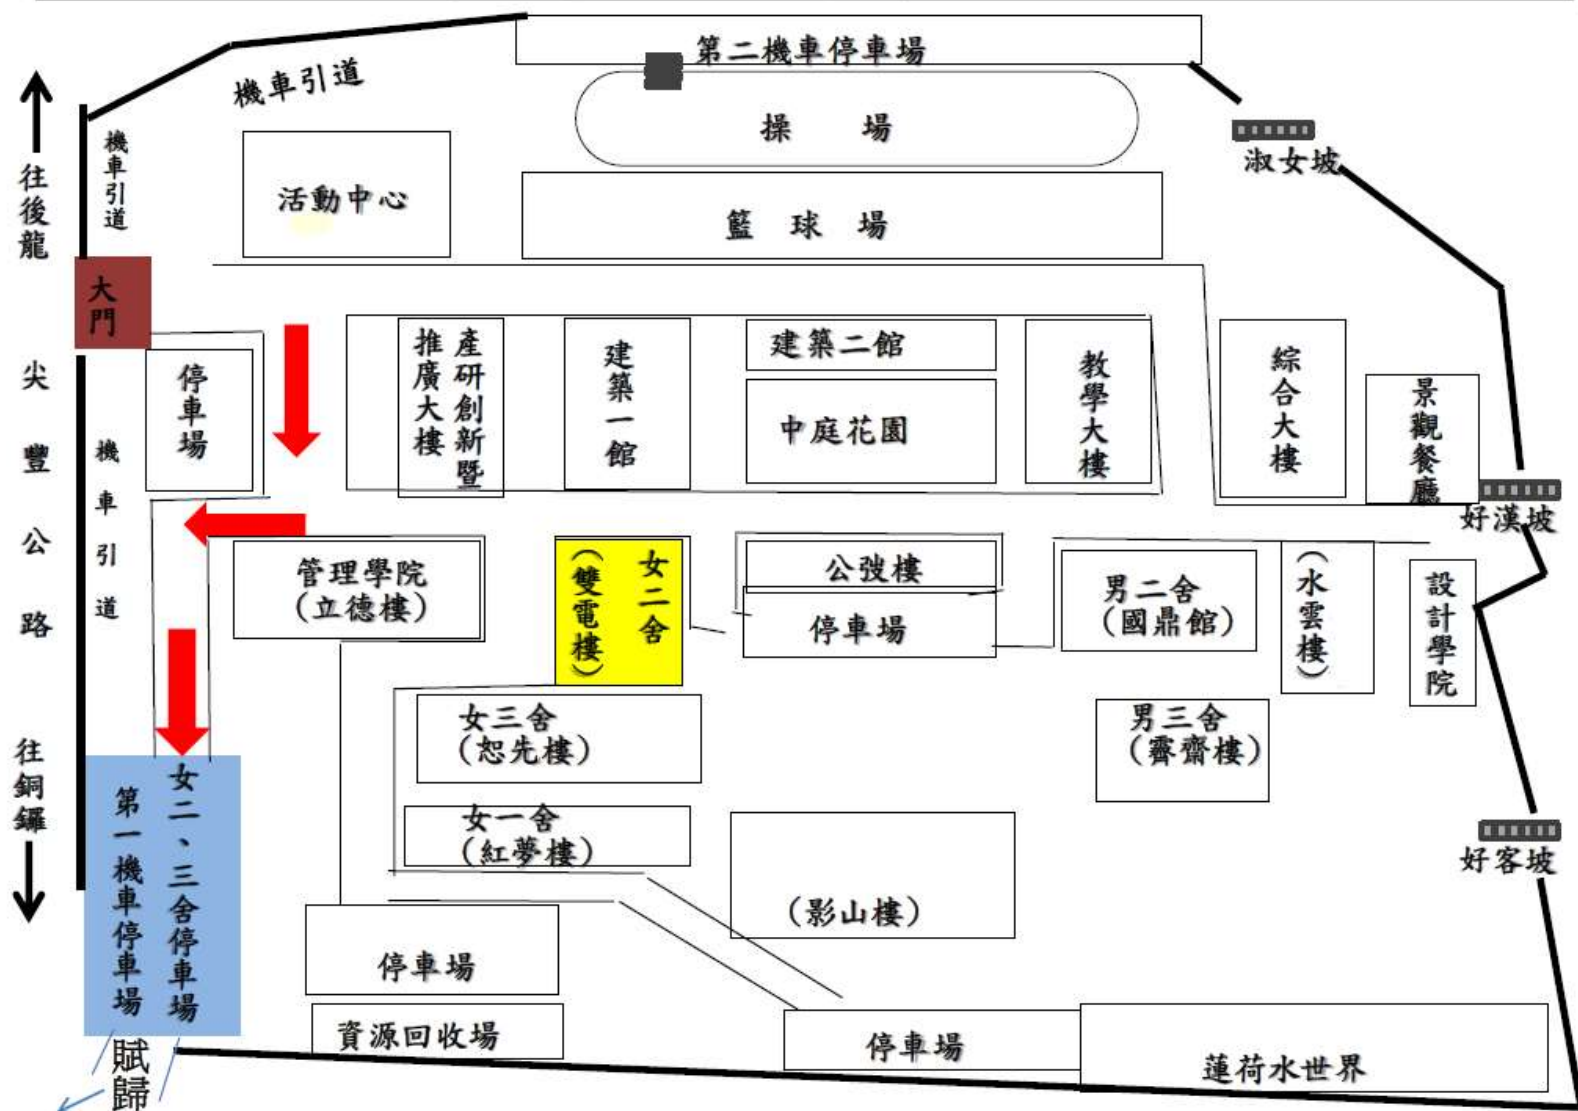 第二機車停車場
機車引道
操 場
機車引道
往後龍
淑女坡
活動中心
籃 球 場
大門
停車場
產研創新暨
推廣大樓
建築一館
建築二館
中庭花園
教學大樓
綜合大樓
景觀餐廳
好漢坡
尖豐公路
機車引道
管理學院
(立德樓)
女二舍
(雙電樓)
公弢樓
停車場
男二舍
(國鼎館)
(水雲樓)
設計學院
女三舍
(恕先樓)
男三舍
(霽齋樓)
往銅鑼
女二、三舍停車場
第一機車停車場
女一舍
(紅夢樓)
(影山樓)
好客坡
停車場
資源回收場
停車場
蓮荷水世界
賦歸